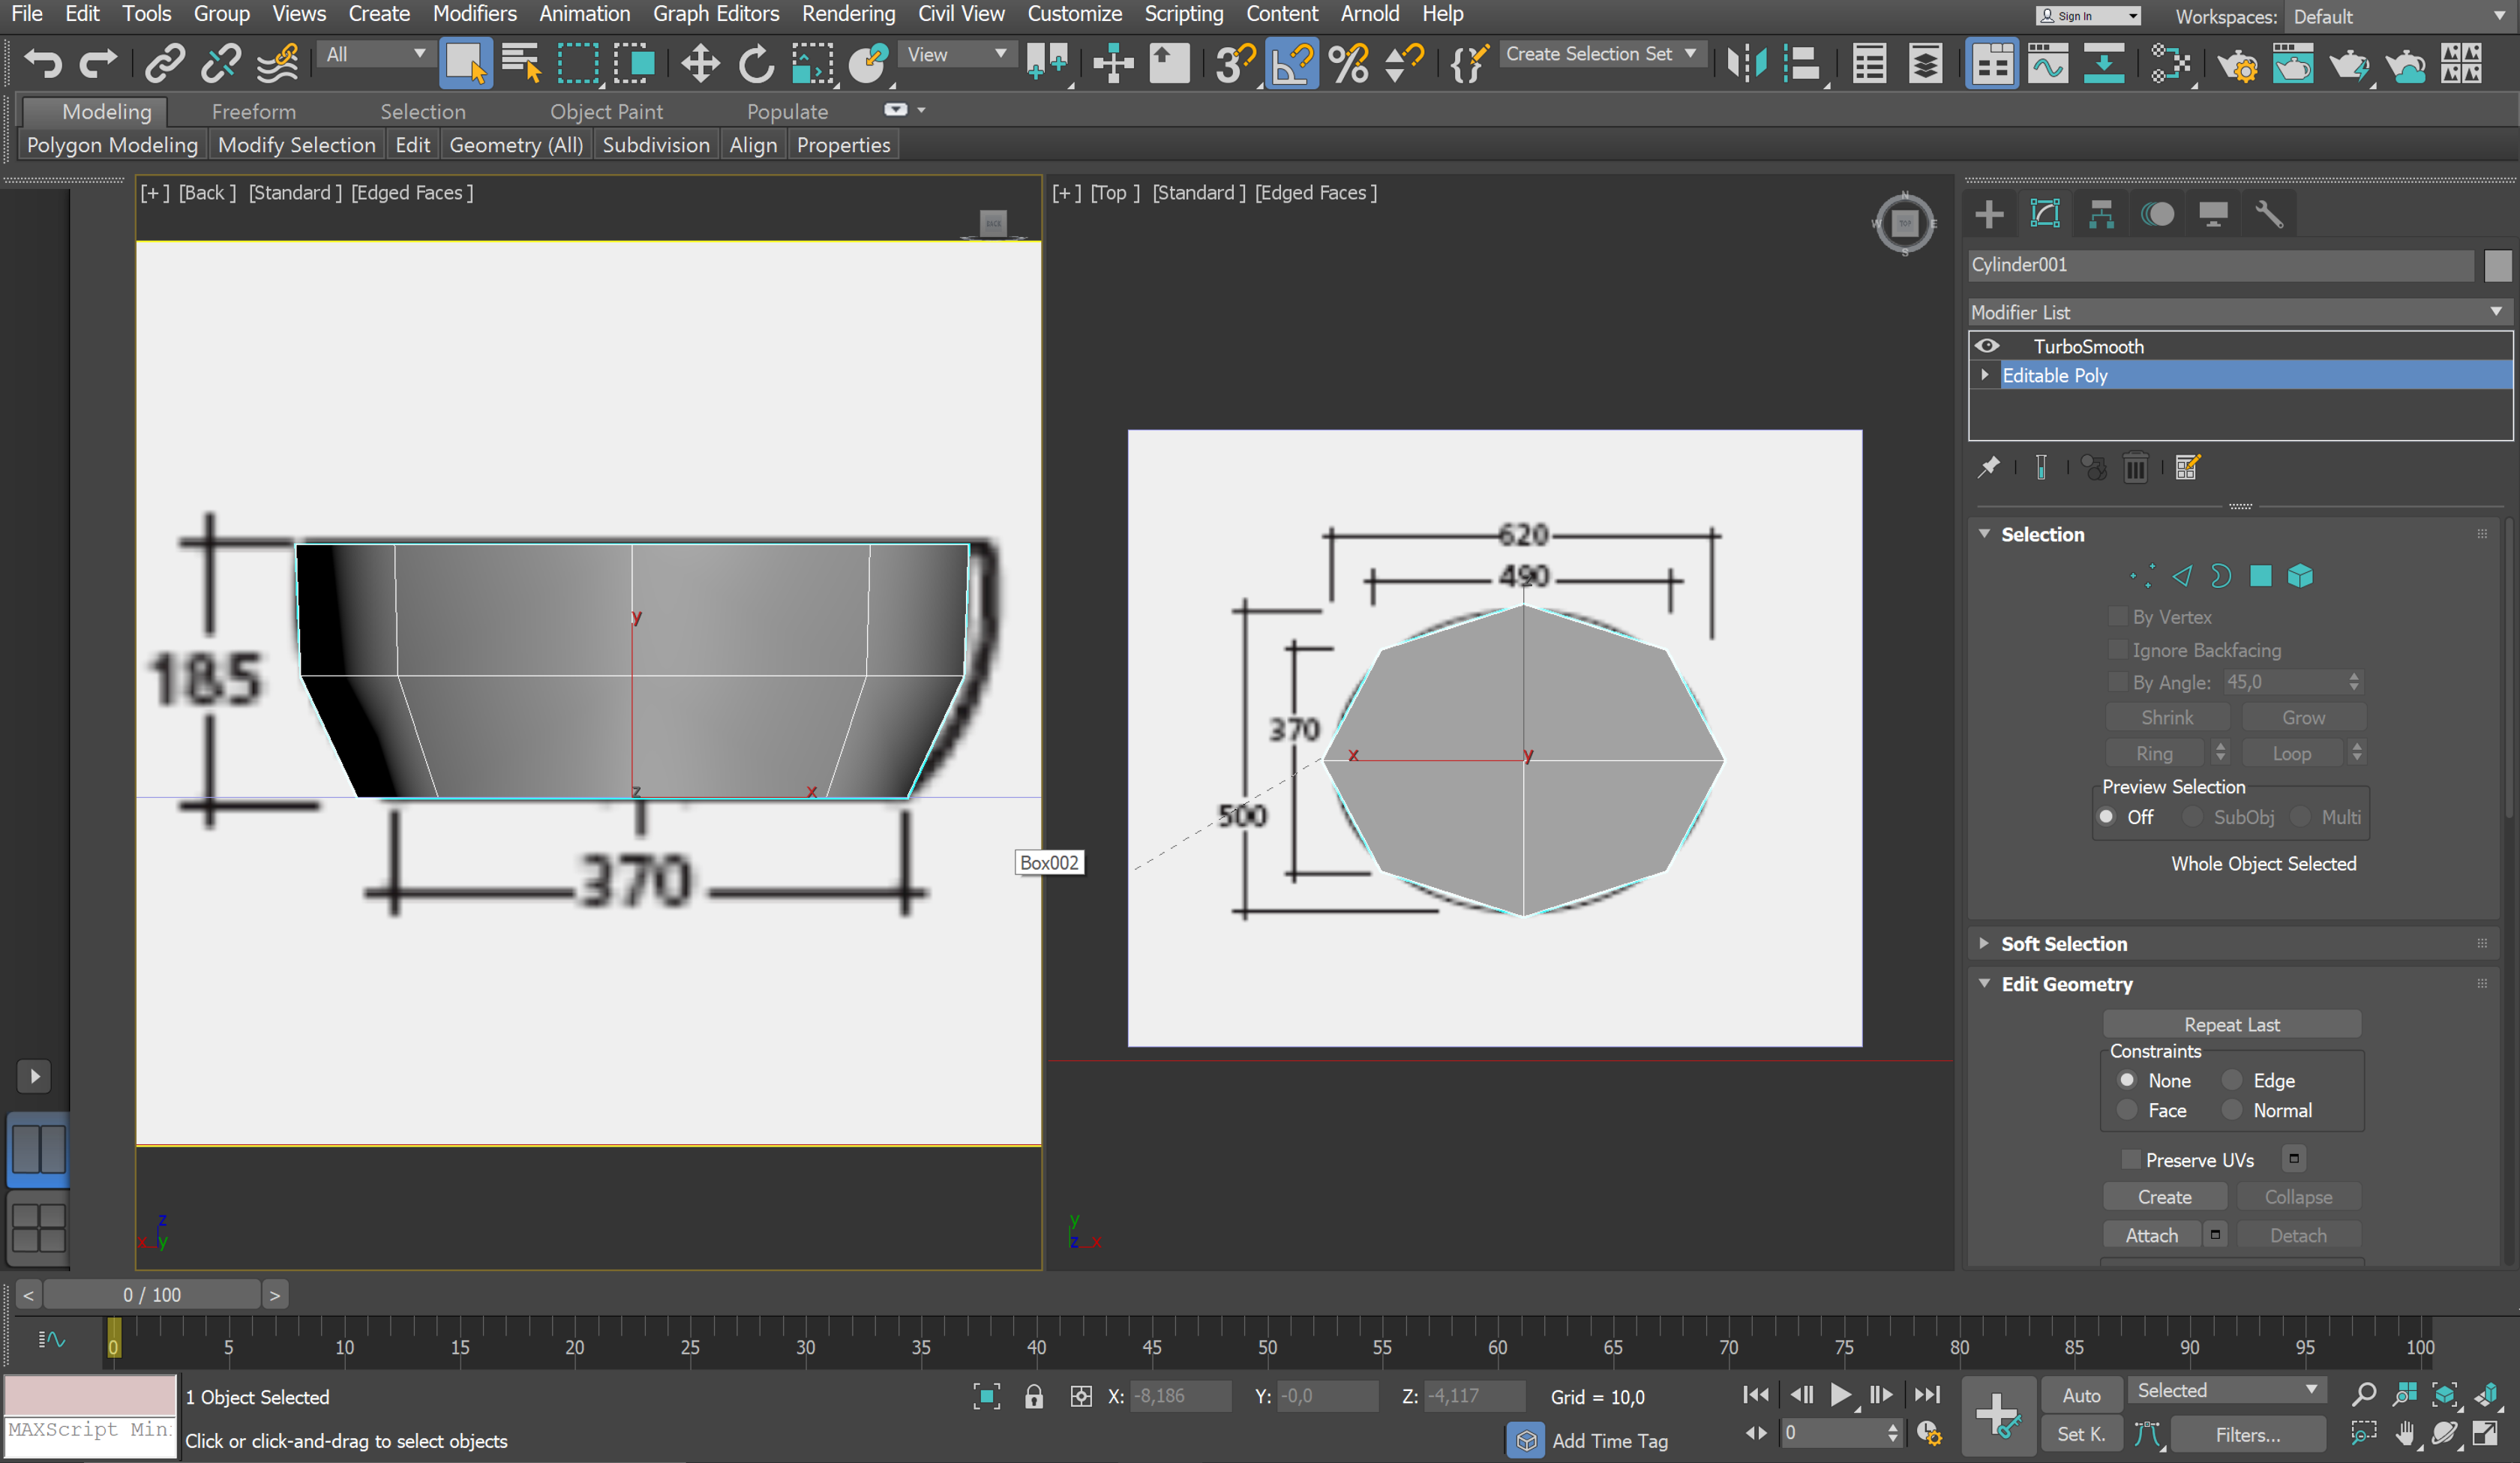 File Edit Tools Group Views Create Modifiers Animation Graph Editors Rendering Civil View Customize Scripting Content Arnold Help
Sign In
Workspaces: Default
All
View
Create Selection Set
Modeling Freeform Selection Object Paint Populate
Polygon Modeling Modify Selection Edit Geometry (All) Subdivision Align Properties
[+] [Back] [Standard] [Edged Faces]
BACK
[+] [Top] [Standard] [Edged Faces]
N
W TOP E
S
185
370
y
z
x
Box002
620
490
370
500
x
y
z
x y
y
z x
Cylinder001
Modifier List
TurboSmooth
Editable Poly
Selection
By Vertex
Ignore Backfacing
By Angle: 45,0
Shrink Grow
Ring Loop
Preview Selection
Off SubObj Multi
Whole Object Selected
Soft Selection
Edit Geometry
Repeat Last
Constraints
None Edge
Face Normal
Preserve UVs
Create Collapse
Attach Detach
< 0 / 100 >
0 5 10 15 20 25 30 35 40 45 50 55 60 65 70 75 80 85 90 95 100
1 Object Selected
X: -8,186 Y: -0,0 Z: -4,117 Grid = 10,0
Auto Selected
MAXScript Min
Click or click-and-drag to select objects
Add Time Tag
0
Set K. Filters...